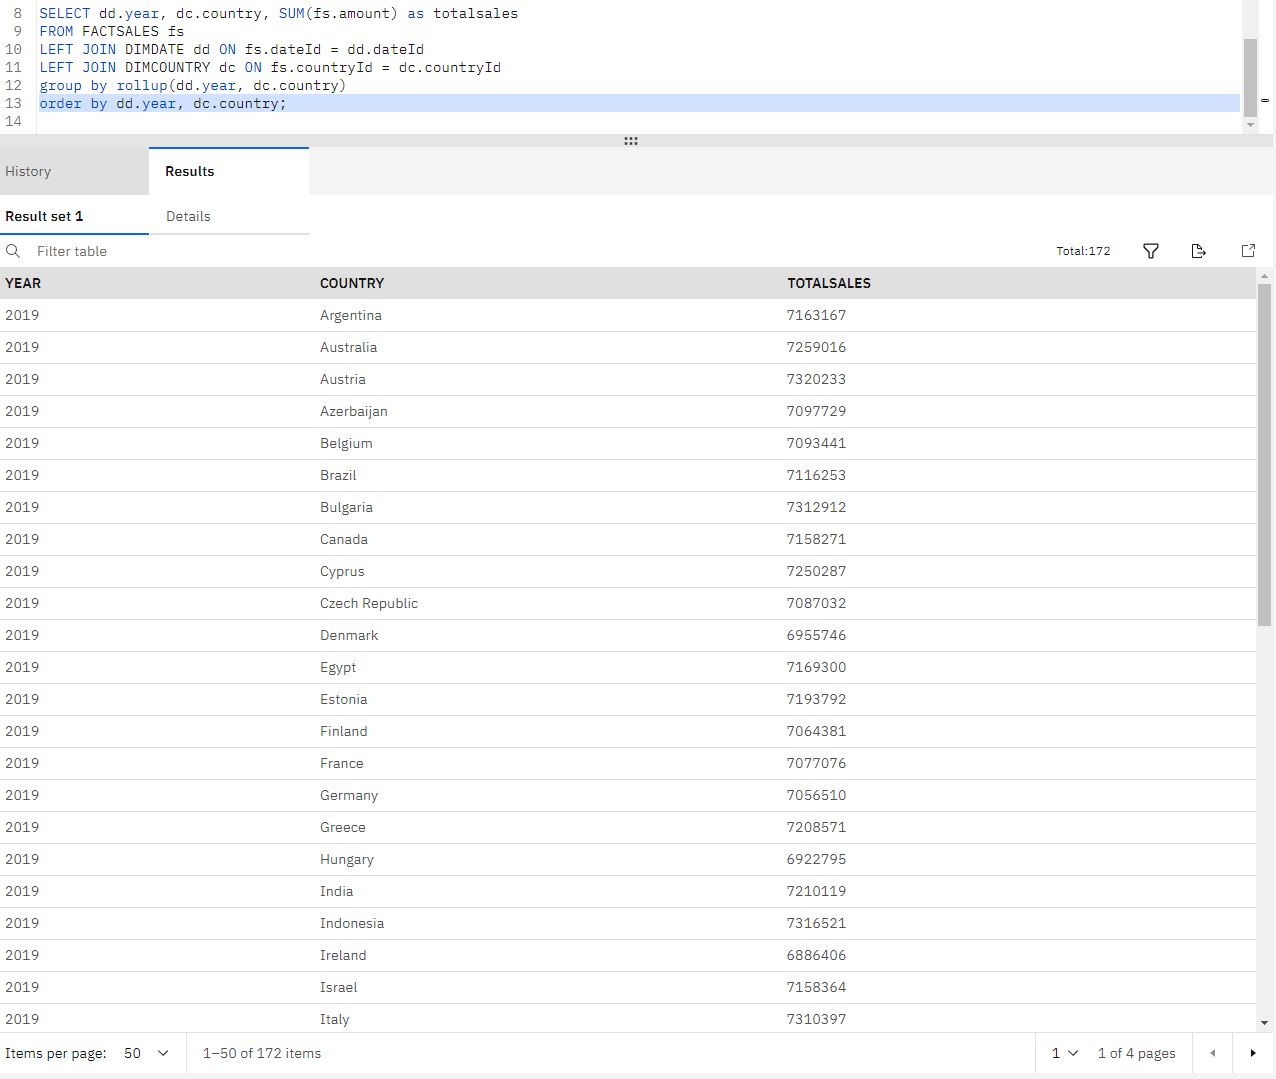 8 SELECT dd.year, dc.country, SUM(fs.amount) as totalsales
9 FROM FACTSALES fs
10 LEFT JOIN DIMDATE dd ON fs.dateId = dd.dateId
11 LEFT JOIN DIMCOUNTRY dc ON fs.countryId = dc.countryId
12 group by rollup(dd.year, dc.country)
13 order by dd.year, dc.country;
14
History Results
Result set 1 Details
Filter table Total:172
YEAR COUNTRY TOTALSALES
2019 Argentina 7163167
2019 Australia 7259016
2019 Austria 7320233
2019 Azerbaijan 7097729
2019 Belgium 7093441
2019 Brazil 7116253
2019 Bulgaria 7312912
2019 Canada 7158271
2019 Cyprus 7250287
2019 Czech Republic 7087032
2019 Denmark 6955746
2019 Egypt 7169300
2019 Estonia 7193792
2019 Finland 7064381
2019 France 7077076
2019 Germany 7056510
2019 Greece 7208571
2019 Hungary 6922795
2019 India 7210119
2019 Indonesia 7316521
2019 Ireland 6886406
2019 Israel 7158364
2019 Italy 7310397
Items per page: 50 1–50 of 172 items 1 1 of 4 pages